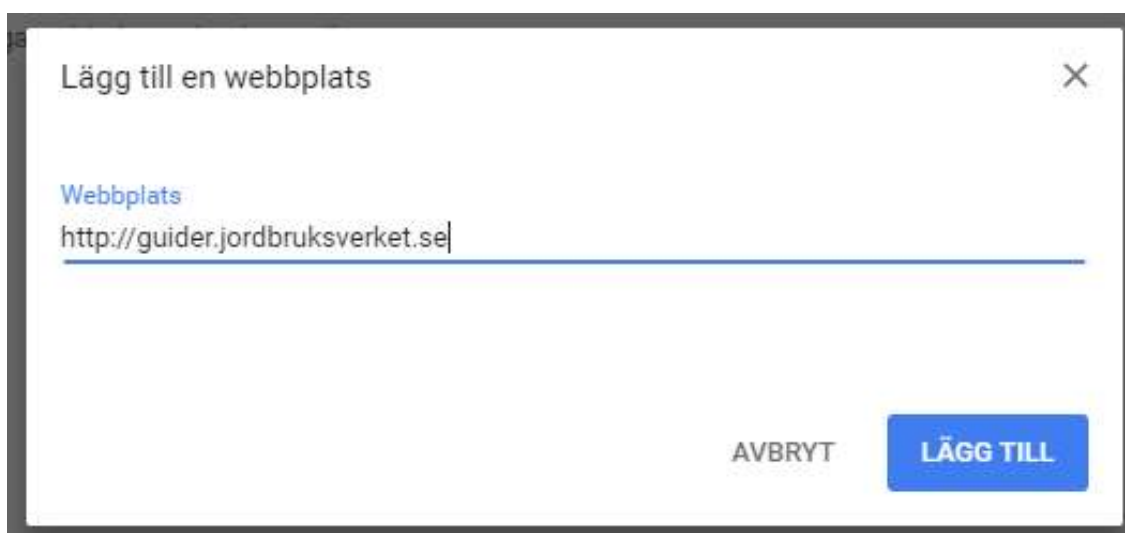 Lägg till en webbplats
Webbplats
http://guider.jordbruksverket.se
AVBRYT LÄGG TILL